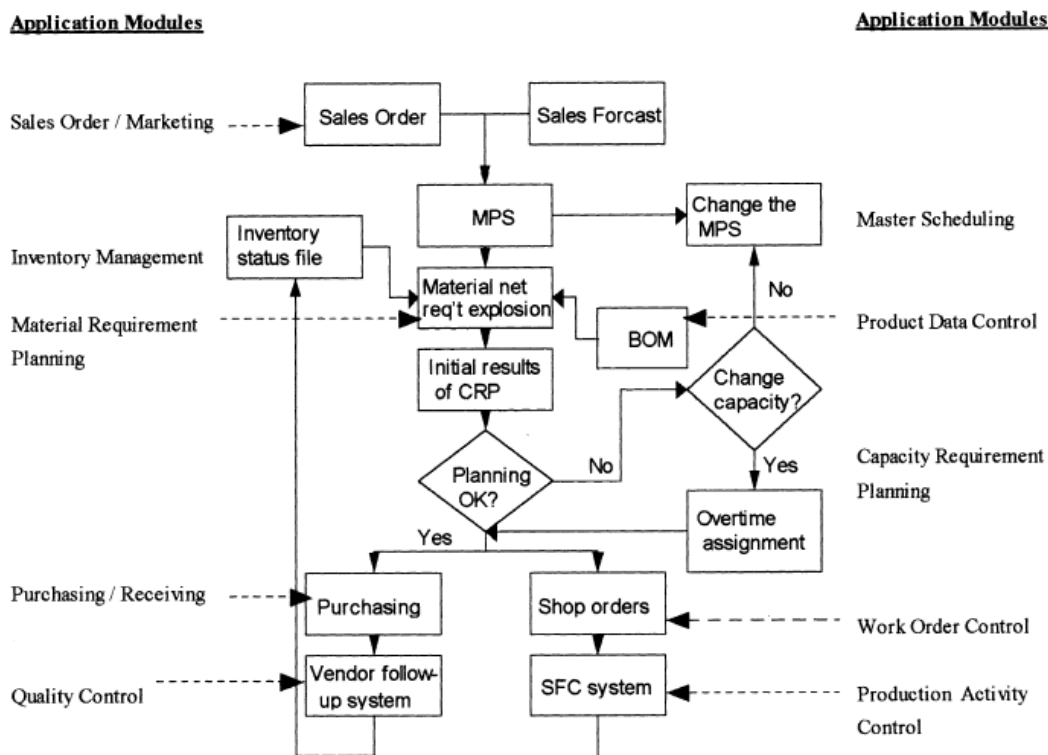 Application Modules
Application Modules
Sales Order / Marketing
Sales Order
Sales Forcast
MPS
Change the
MPS
Master Scheduling
Inventory
status file
Inventory Management
Material net
req't explosion
No
Material Requirement
Planning
BOM
Product Data Control
Initial results
of CRP
Change
capacity?
Planning
OK?
No
Yes
Capacity Requirement
Planning
Overtime
assignment
Yes
Purchasing / Receiving
Purchasing
Shop orders
Work Order Control
Vendor follow-
up system
SFC system
Quality Control
Production Activity
Control